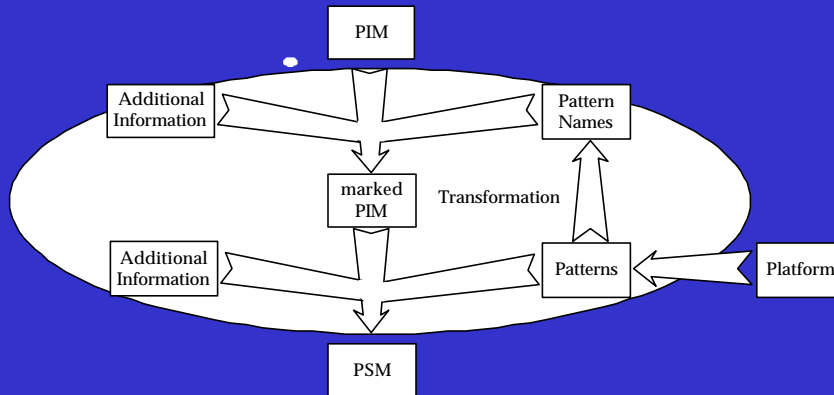 PIM
Additional
Information
Pattern
Names
marked
PIM
Transformation
Additional
Information
Patterns
Platform
PSM